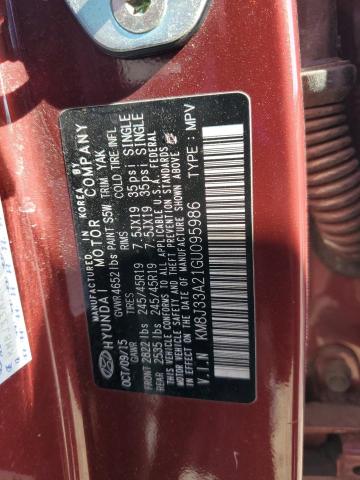 MANUFACTURED IN KOREA BY
HYUNDAI MOTOR COMPANY
OCT/09/15 GVWR 4652lbs PAINT S5W TRIM YAK
GAWR TIRES RIMS COLD TIRE INFL
FRONT 2822 lbs 245/45R19 7.5JX19 35psi SINGLE
REAR 2535 lbs 245/45R19 7.5JX19 35psi SINGLE
THIS VEHICLE CONFORMS TO ALL APPLICABLE U.S.A. FEDERAL
MOTOR VEHICLE SAFETY, BUMPER, AND THEFT PREVENTION STANDARDS
IN EFFECT ON THE DATE OF MANUFACTURE SHOWN ABOVE.
V.I.N : KM8J33A21GU095986 TYPE : MPV